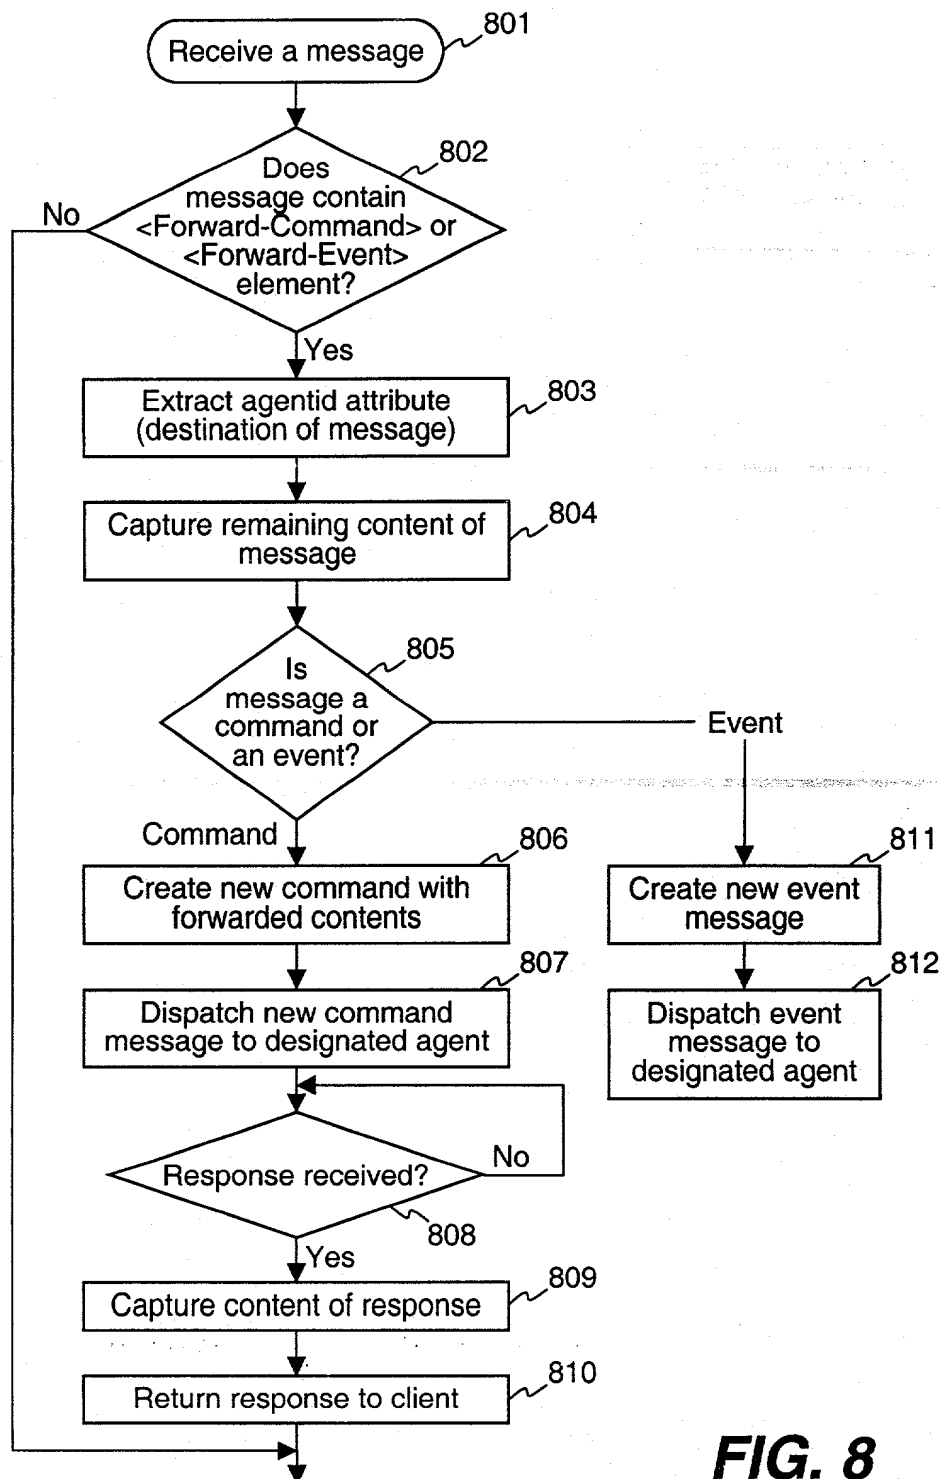 801
Receive a message
802
Does
message contain
<Forward-Command> or
<Forward-Event>
element?
No
Yes
803
Extract agentid attribute
(destination of message)
804
Capture remaining content of
message
805
Is
message a
command or
an event?
Event
Command
806
Create new command with
forwarded contents
811
Create new event
message
807
Dispatch new command
message to designated agent
812
Dispatch event
message to
designated agent
Response received?
No
808
Yes
809
Capture content of response
810
Return response to client
FIG. 8